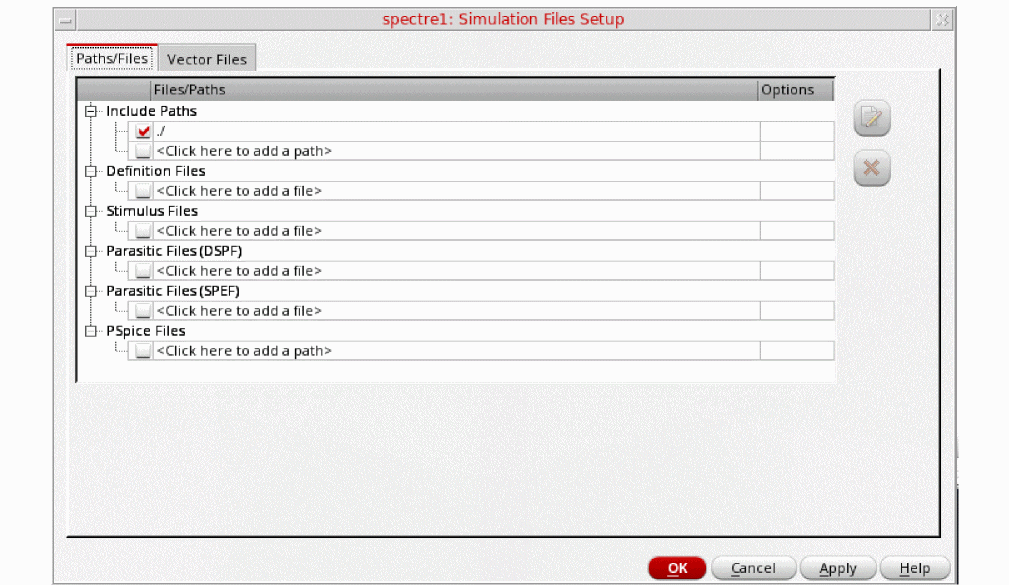 spectre1: Simulation Files Setup
Paths/Files Vector Files
Files/Paths Options
Include Paths
./
<Click here to add a path>
Definition Files
<Click here to add a file>
Stimulus Files
<Click here to add a file>
Parasitic Files (DSPF)
<Click here to add a file>
Parasitic Files (SPEF)
<Click here to add a file>
PSpice Files
<Click here to add a path>
OK Cancel Apply Help